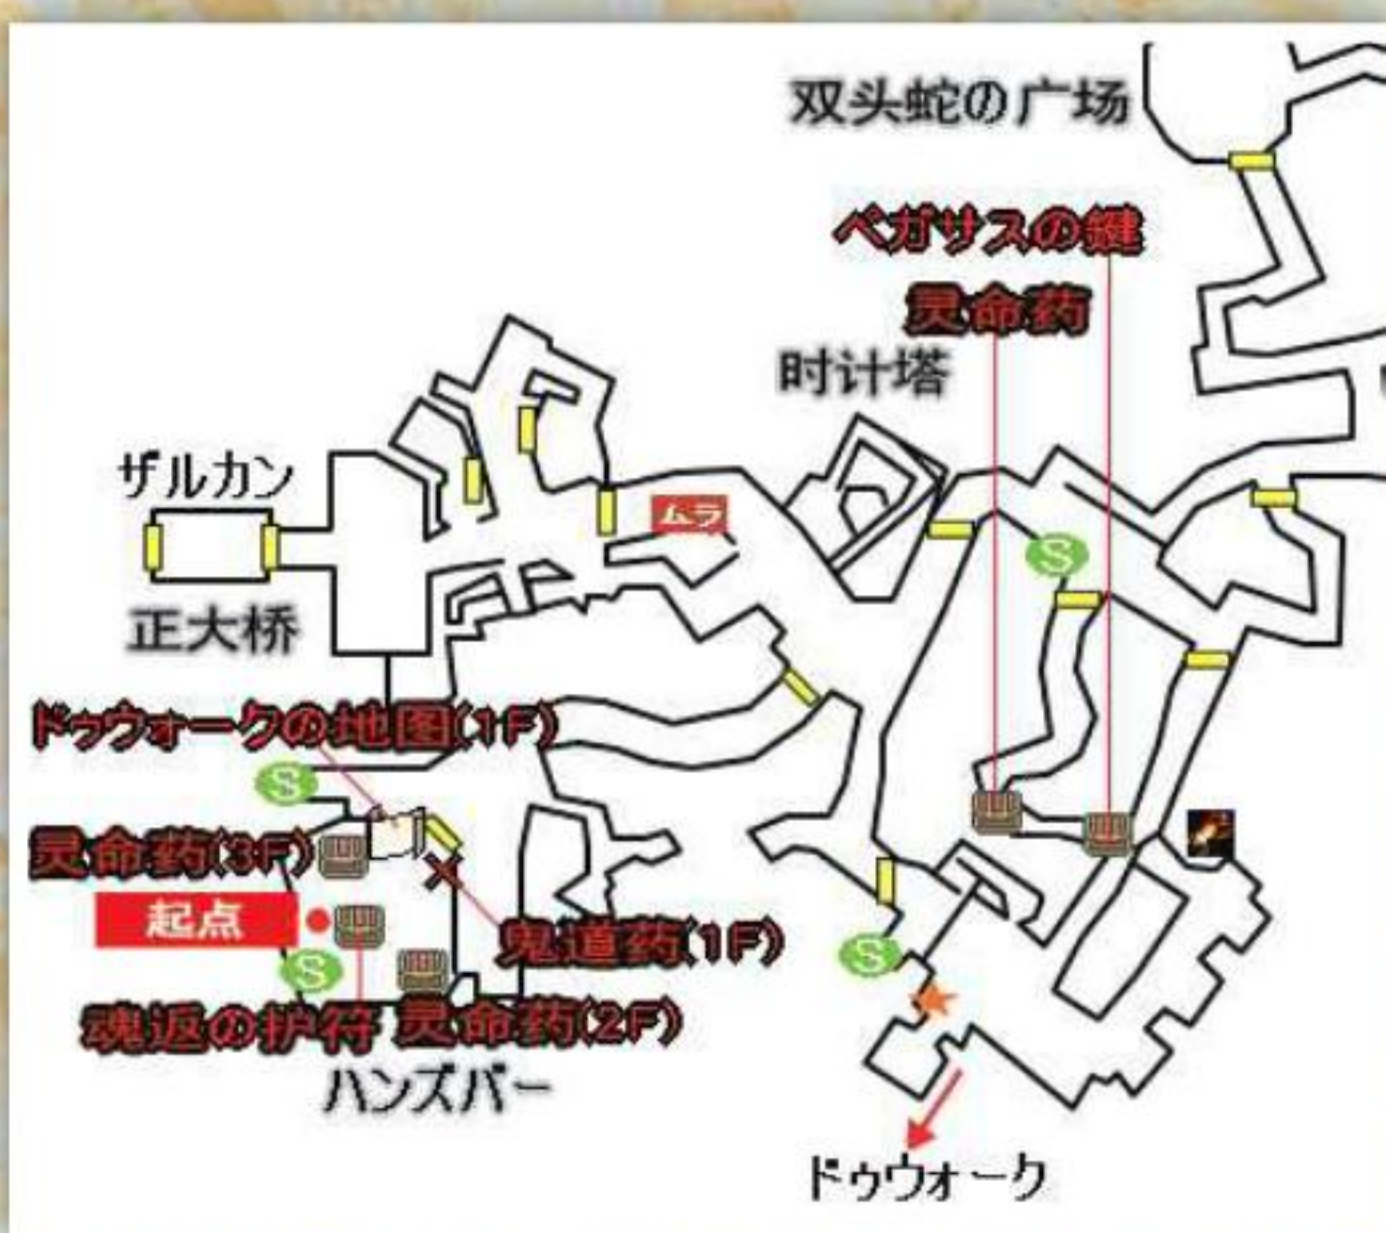 双头蛇の广场
ペガサスの鍵
灵命药
时计塔
ザルカン
ムラ
S
正大桥
ドゥウォークの地图(1F)
S
灵命药(3F)
起点
鬼道药(1F)
S
S
魂返の护符
灵命药(2F)
ハンズバー
ドゥウォーク